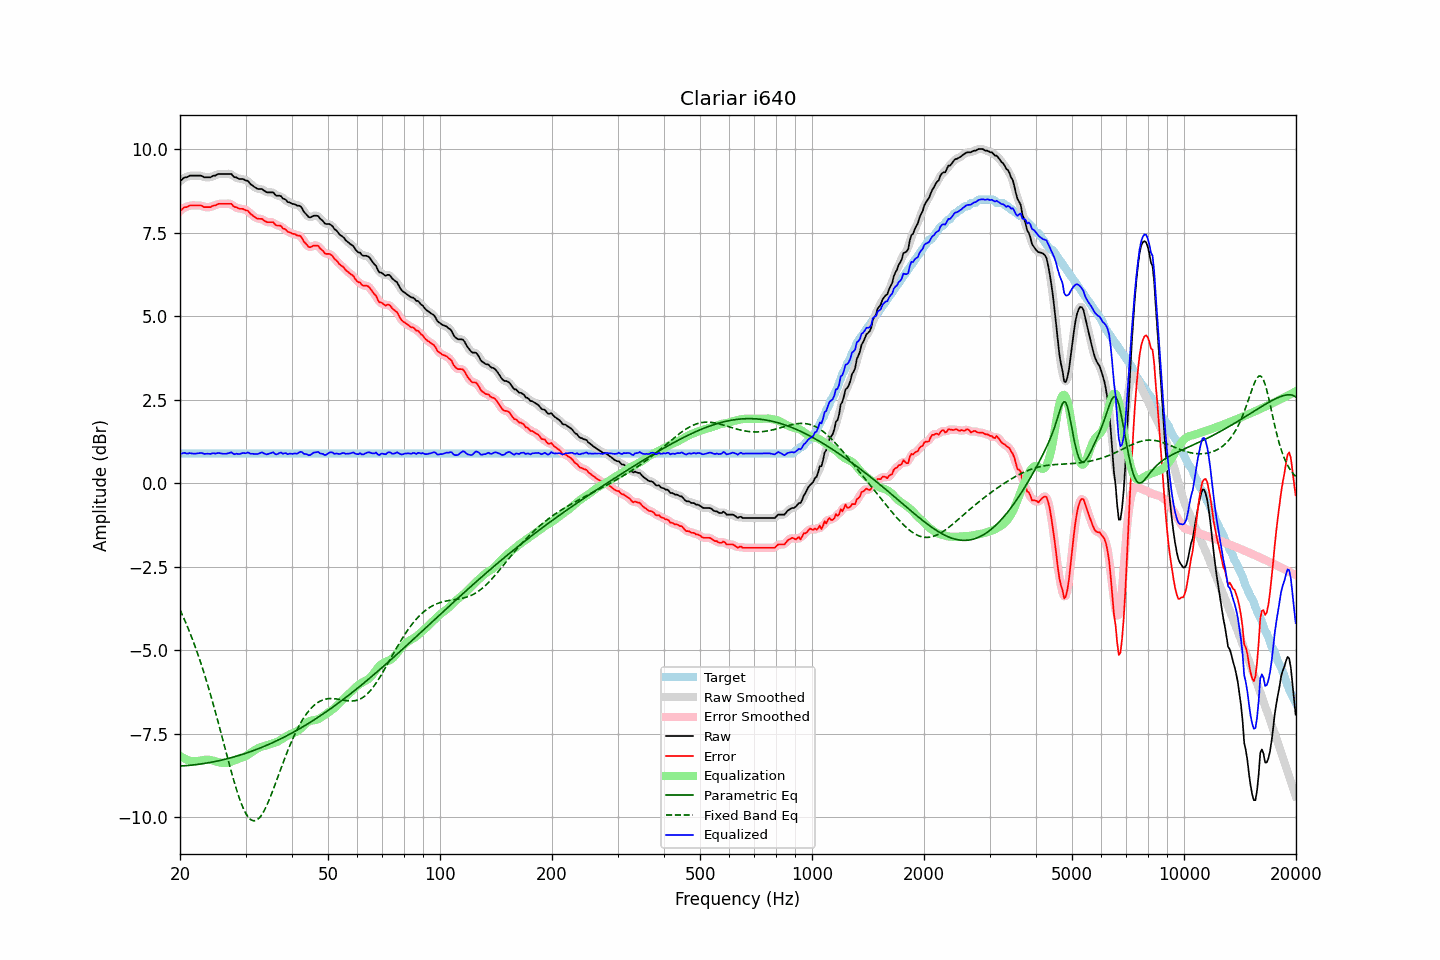 Clariar i640
10.0
7.5
5.0
2.5
0.0
−2.5
−5.0
−7.5
−10.0
Amplitude (dBr)
Target
Raw Smoothed
Error Smoothed
Raw
Error
Equalization
Parametric Eq
Fixed Band Eq
Equalized
20 50 100 200 500 1000 2000 5000 10000 20000
Frequency (Hz)